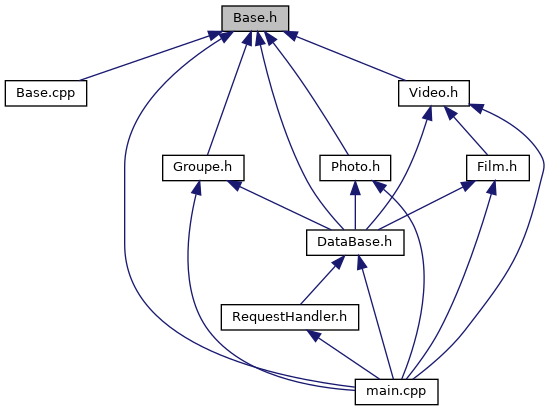 Base.h
Base.cpp
Video.h
Groupe.h
Photo.h
Film.h
DataBase.h
RequestHandler.h
main.cpp